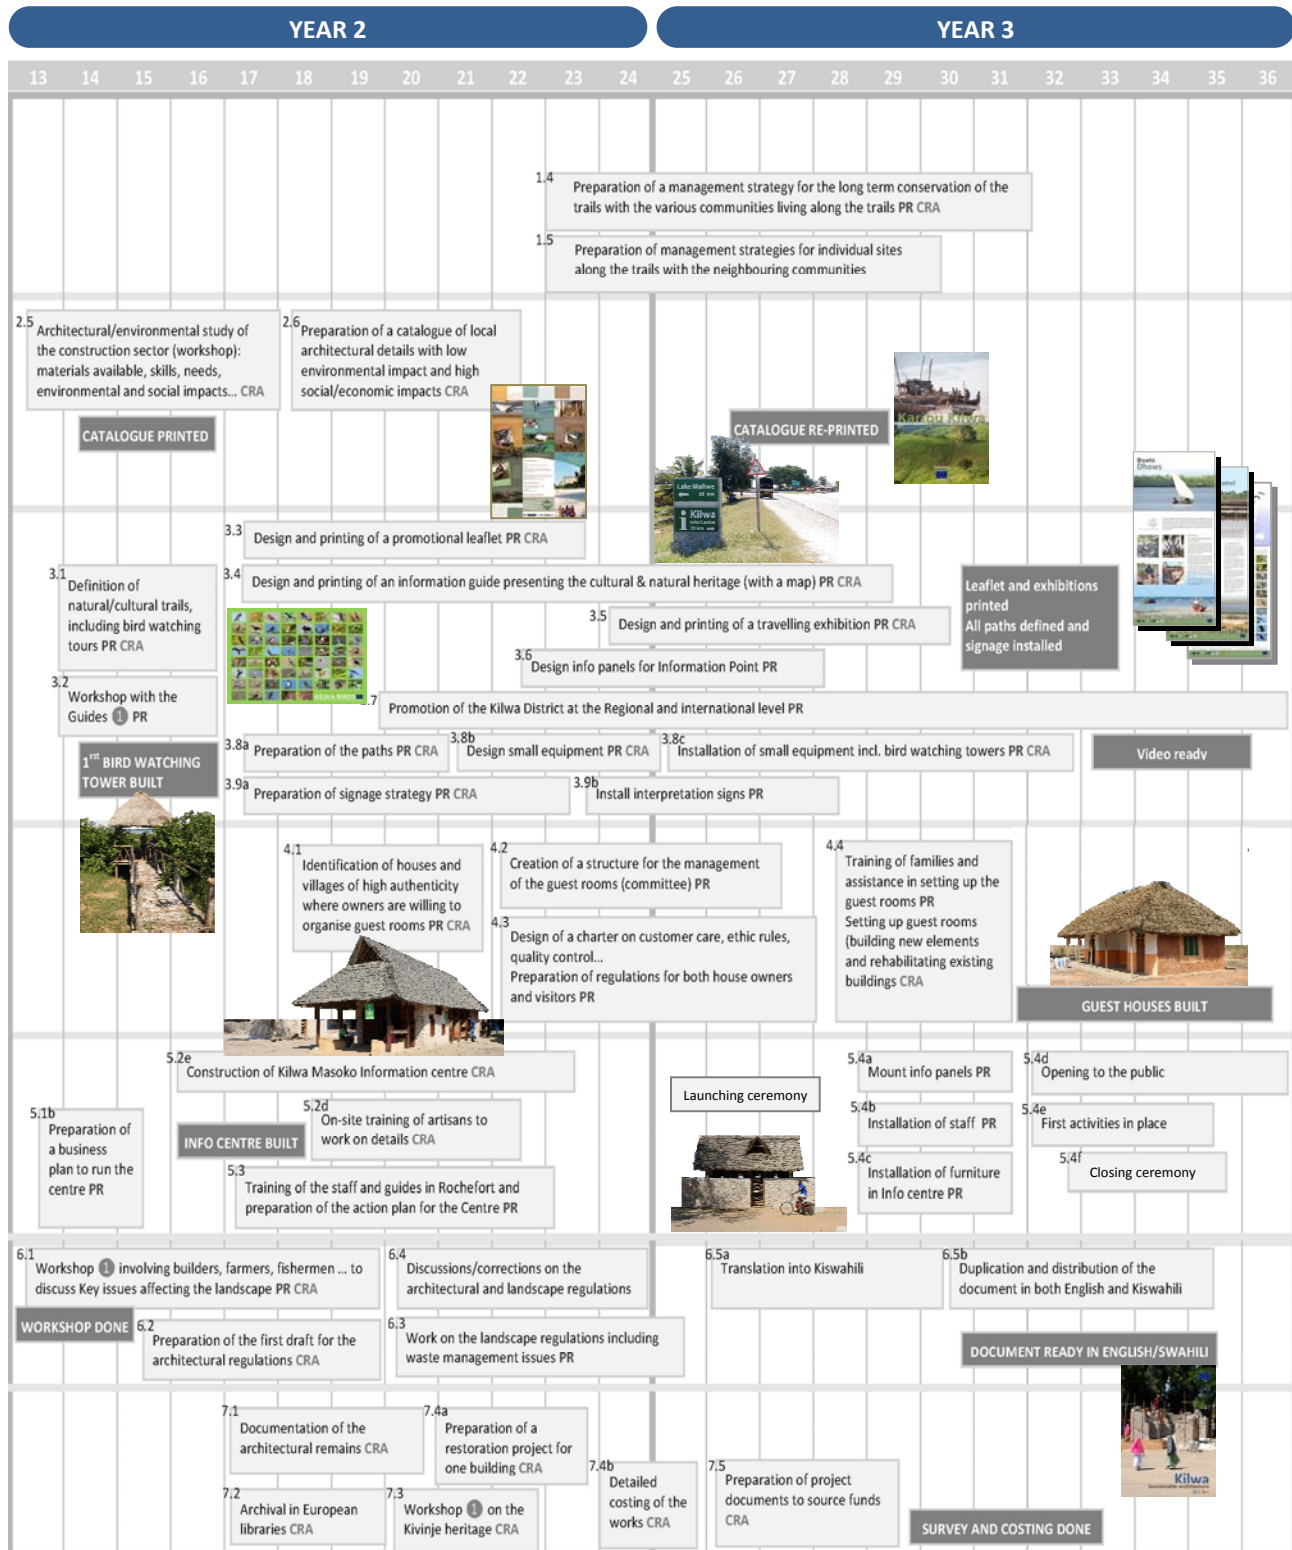 YEAR 2
YEAR 3
13 14 15 16 17 18 19 20 21 22 23 24 25 26 27 28 29 30 31 32 33 34 35 36
1.4
Preparation of a management strategy for the long term conservation of the
trails with the various communities living along the trails PR CRA
1.5
Preparation of management strategies for individual sites
along the trails with the neighbouring communities
2.5
Architectural/environmental study of
the construction sector (workshop):
materials available, skills, needs,
environmental and social impacts... CRA
2.6
Preparation of a catalogue of local
architectural details with low
environmental impact and high
social/economic impacts CRA
CATALOGUE PRINTED
CATALOGUE RE-PRINTED
Karibu Kilwa
Lake Maliwe
Kilwa
i Info Centre
Boats
Dhows
3.3
Design and printing of a promotional leaflet PR CRA
3.1
Definition of
natural/cultural trails,
including bird watching
tours PR CRA
3.4
Design and printing of an information guide presenting the cultural & natural heritage (with a map) PR CRA
3.5
Design and printing of a travelling exhibition PR CRA
Leaflet and exhibitions
printed
All paths defined and
signage installed
3.6
Design info panels for Information Point PR
3.2
Workshop with the
Guides 1 PR
KILWA BIRDS
.7
Promotion of the Kilwa District at the Regional and international level PR
1rst BIRD WATCHING
TOWER BUILT
3.8a
Preparation of the paths PR CRA
3.8b
Design small equipment PR CRA
3.8c
Installation of small equipment incl. bird watching towers PR CRA
Video ready
3.9a
Preparation of signage strategy PR CRA
3.9b
Install interpretation signs PR
4.1
Identification of houses and
villages of high authenticity
where owners are willing to
organise guest rooms PR CRA
4.2
Creation of a structure for the management
of the guest rooms (committee) PR
4.3
Design of a charter on customer care, ethic rules,
quality control...
Preparation of regulations for both house owners
and visitors PR
4.4
Training of families and
assistance in setting up the
guest rooms PR
Setting up guest rooms
(building new elements
and rehabilitating existing
buildings CRA
GUEST HOUSES BUILT
5.2e
Construction of Kilwa Masoko Information centre CRA
5.1b
Preparation of
a business
plan to run the
centre PR
INFO CENTRE BUILT
5.2d
On-site training of artisans to
work on details CRA
5.3
Training of the staff and guides in Rochefort and
preparation of the action plan for the Centre PR
Launching ceremony
5.4a
Mount info panels PR
5.4b
Installation of staff PR
5.4c
Installation of furniture
in Info centre PR
5.4d
Opening to the public
5.4e
First activities in place
5.4f
Closing ceremony
6.1
Workshop 1 involving builders, farmers, fishermen ... to
discuss Key issues affecting the landscape PR CRA
WORKSHOP DONE
6.2
Preparation of the first draft for the
architectural regulations CRA
6.4
Discussions/corrections on the
architectural and landscape regulations
6.3
Work on the landscape regulations including
waste management issues PR
6.5a
Translation into Kiswahili
6.5b
Duplication and distribution of the
document in both English and Kiswahili
DOCUMENT READY IN ENGLISH/SWAHILI
7.1
Documentation of the
architectural remains CRA
7.2
Archival in European
libraries CRA
7.4a
Preparation of a
restoration project for
one building CRA
7.3
Workshop 1 on the
Kivinje heritage CRA
7.4b
Detailed
costing of the
works CRA
7.5
Preparation of project
documents to source funds
CRA
SURVEY AND COSTING DONE
Kilwa